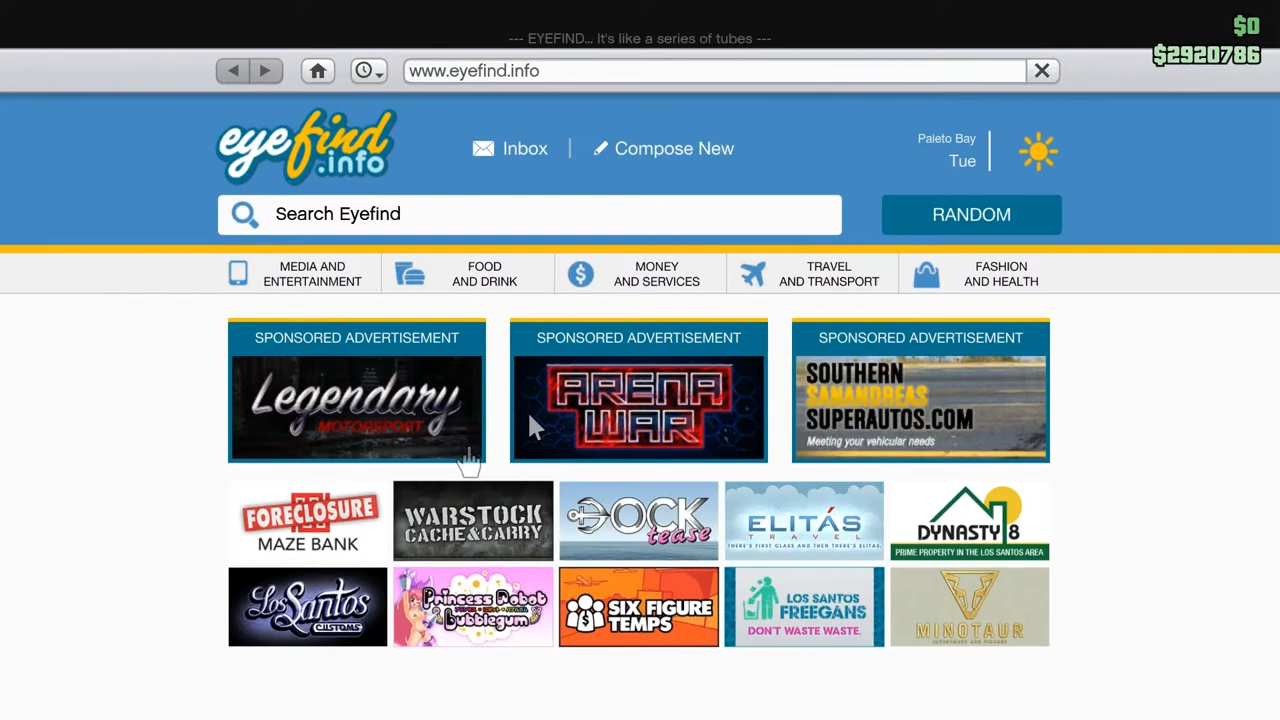 --- EYEFIND... It's like a series of tubes ---
$0
$2920786
www.eyefind.info
eyefind
.info
Inbox
Compose New
Paleto Bay
Tue
Search Eyefind
RANDOM
MEDIA AND
ENTERTAINMENT
FOOD
AND DRINK
MONEY
AND SERVICES
TRAVEL
AND TRANSPORT
FASHION
AND HEALTH
SPONSORED ADVERTISEMENT
Legendary
MOTORSPORT
SPONSORED ADVERTISEMENT
ARENA
WAR
SPONSORED ADVERTISEMENT
SOUTHERN
SANANDREAS
SUPERAUTOS.COM
Meeting your vehicular needs
FORECLOSURE
MAZE BANK
WARSTOCK
CACHE&CARRY
DOCK
tease
ELITÁS
TRAVEL
THERE'S FIRST CLASS AND THEN THERE'S ELITAS.
DYNASTY 8
PRIME PROPERTY IN THE LOS SANTOS AREA
Los Santos
CUSTOMS
Princess Robot
Bubblegum
SIX FIGURE
TEMPS
LOS SANTOS
FREEGANS
DON'T WASTE WASTE.
MINOTAUR